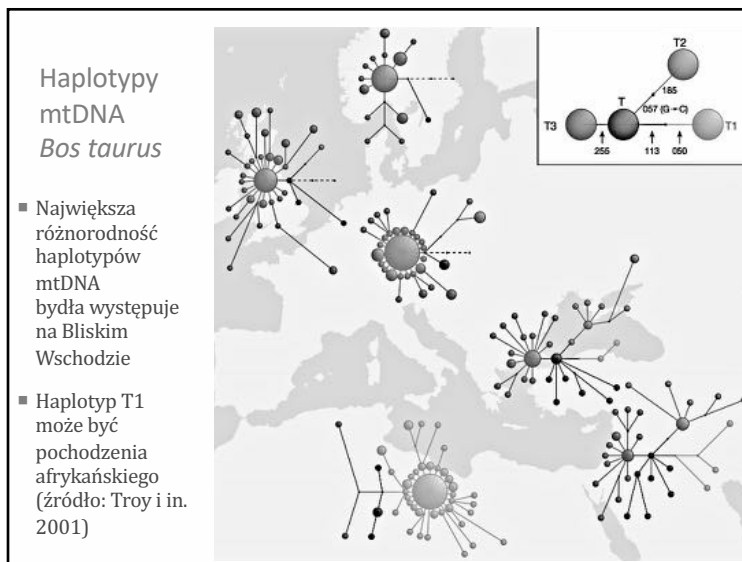 Haplotypy
mtDNA
Bos taurus
▪ Największa
różnorodność
haplotypów
mtDNA
bydła występuje
na Bliskim
Wschodzie
▪ Haplotyp T1
może być
pochodzenia
afrykańskiego
(źródło: Troy i in.
2001)
T2
185
T
057 (G→C)
T3
T1
255
113
050